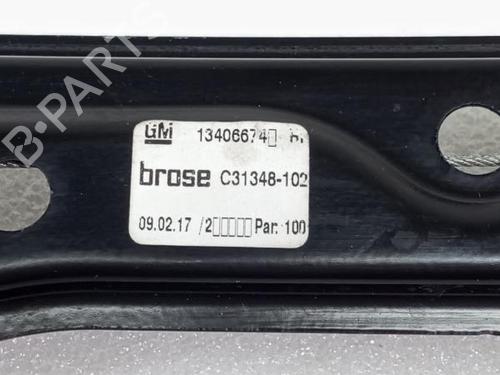 B-PARTS
GM 13406674
brose C31348-102
09.02.17 /2 Par. 100